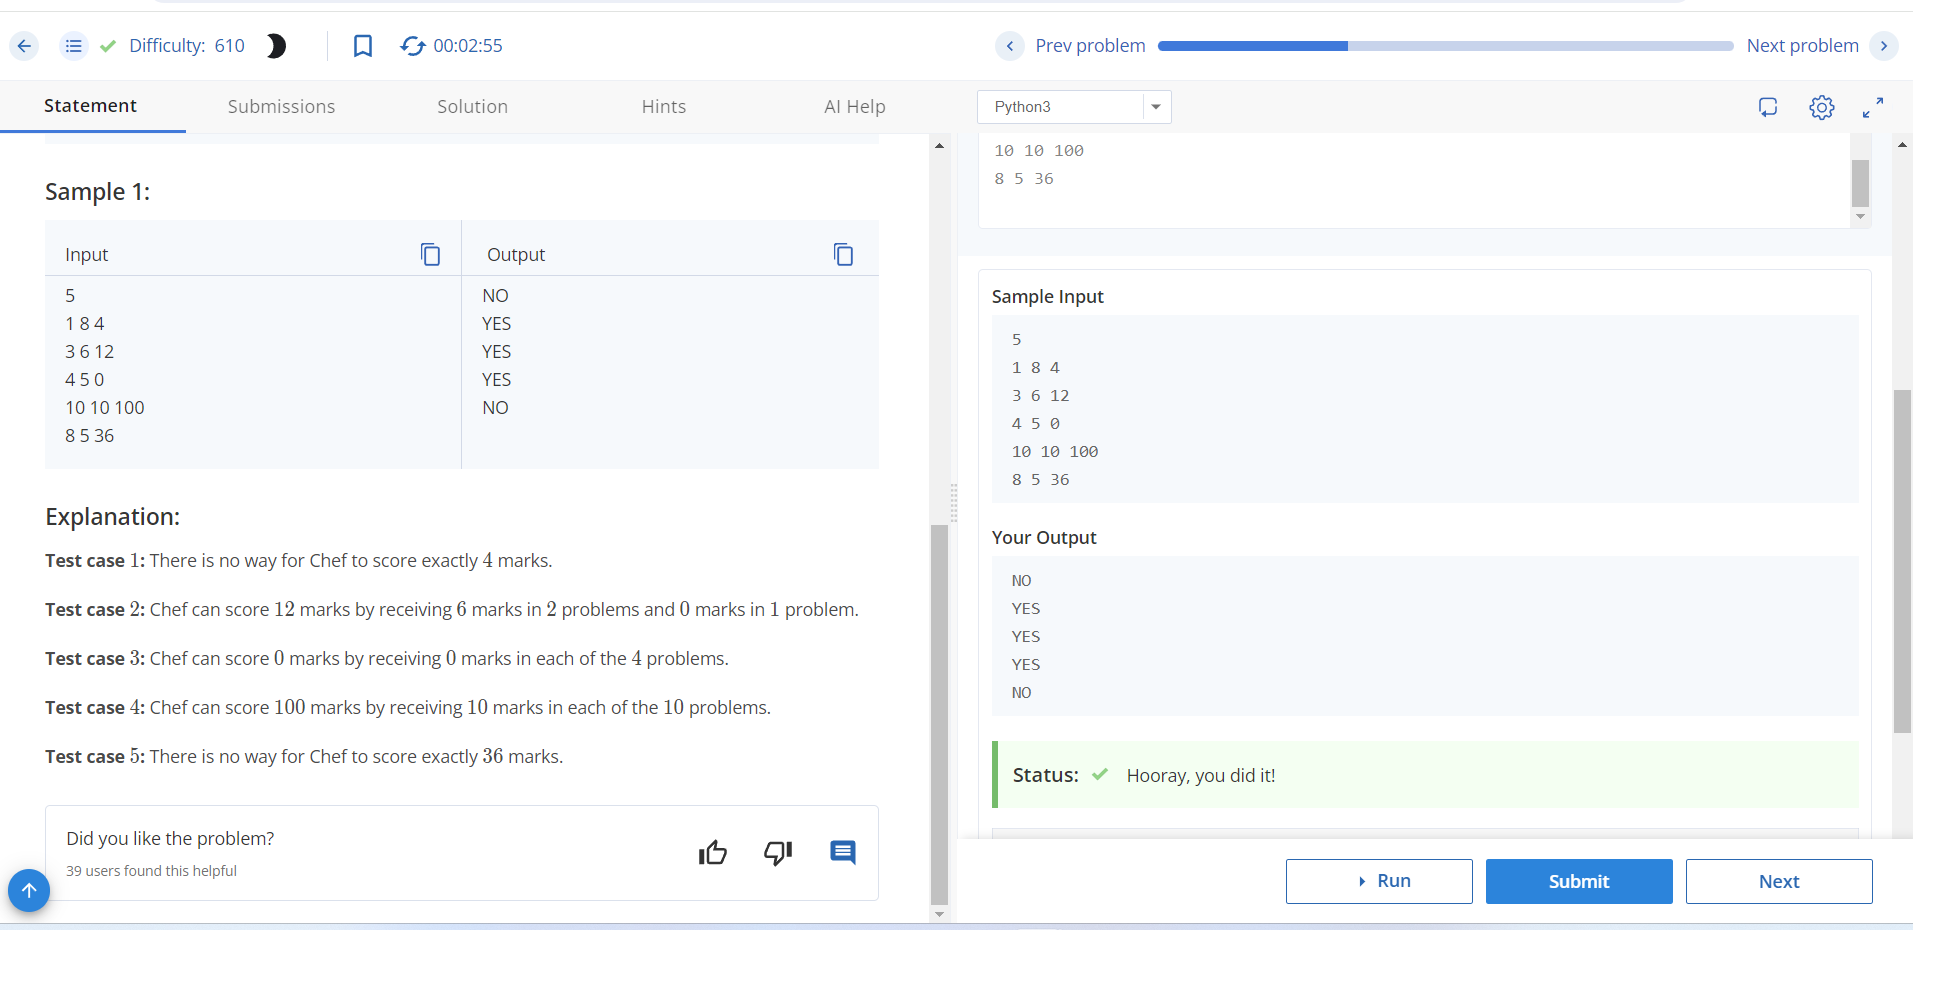 Difficulty: 610
00:02:55
Prev problem
Next problem
Statement
Submissions
Solution
Hints
AI Help
Sample 1:
Input
Output
5
1 8 4
3 6 12
4 5 0
10 10 100
8 5 36
NO
YES
YES
YES
NO
Explanation:
Test case 1: There is no way for Chef to score exactly 4 marks.
Test case 2: Chef can score 12 marks by receiving 6 marks in 2 problems and 0 marks in 1 problem.
Test case 3: Chef can score 0 marks by receiving 0 marks in each of the 4 problems.
Test case 4: Chef can score 100 marks by receiving 10 marks in each of the 10 problems.
Test case 5: There is no way for Chef to score exactly 36 marks.
Did you like the problem?
39 users found this helpful
Python3
10 10 100
8 5 36
Sample Input
5
1 8 4
3 6 12
4 5 0
10 10 100
8 5 36
Your Output
NO
YES
YES
YES
NO
Status: Hooray, you did it!
Run
Submit
Next